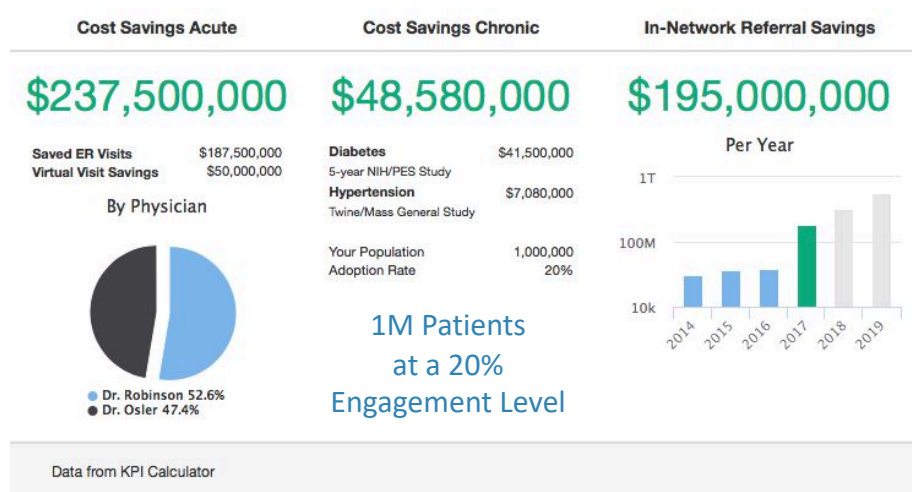 Cost Savings Acute
$237,500,000
Saved ER Visits $187,500,000
Virtual Visit Savings $50,000,000
By Physician
Dr. Robinson 52.6%
Dr. Osler 47.4%
Cost Savings Chronic
$48,580,000
Diabetes $41,500,000
5-year NIH/PES Study
Hypertension $7,080,000
Twine/Mass General Study
Your Population 1,000,000
Adoption Rate 20%
1M Patients
at a 20%
Engagement Level
In-Network Referral Savings
$195,000,000
Per Year
1T
100M
10k
2014 2015 2016 2017 2018 2019
Data from KPI Calculator